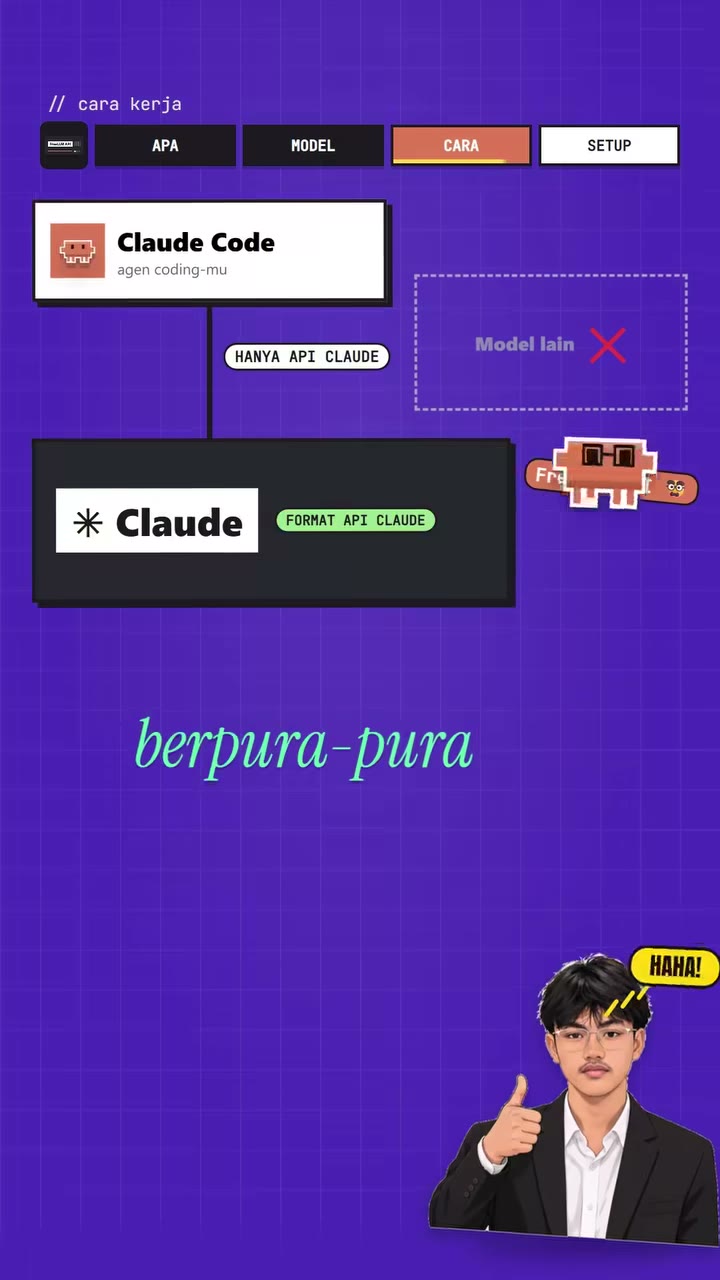 // cara kerja
APA
MODEL
CARA
SETUP
Claude Code
agen coding-mu
HANYA API CLAUDE
Model lain
Claude
FORMAT API CLAUDE
berpura-pura
HAHA!